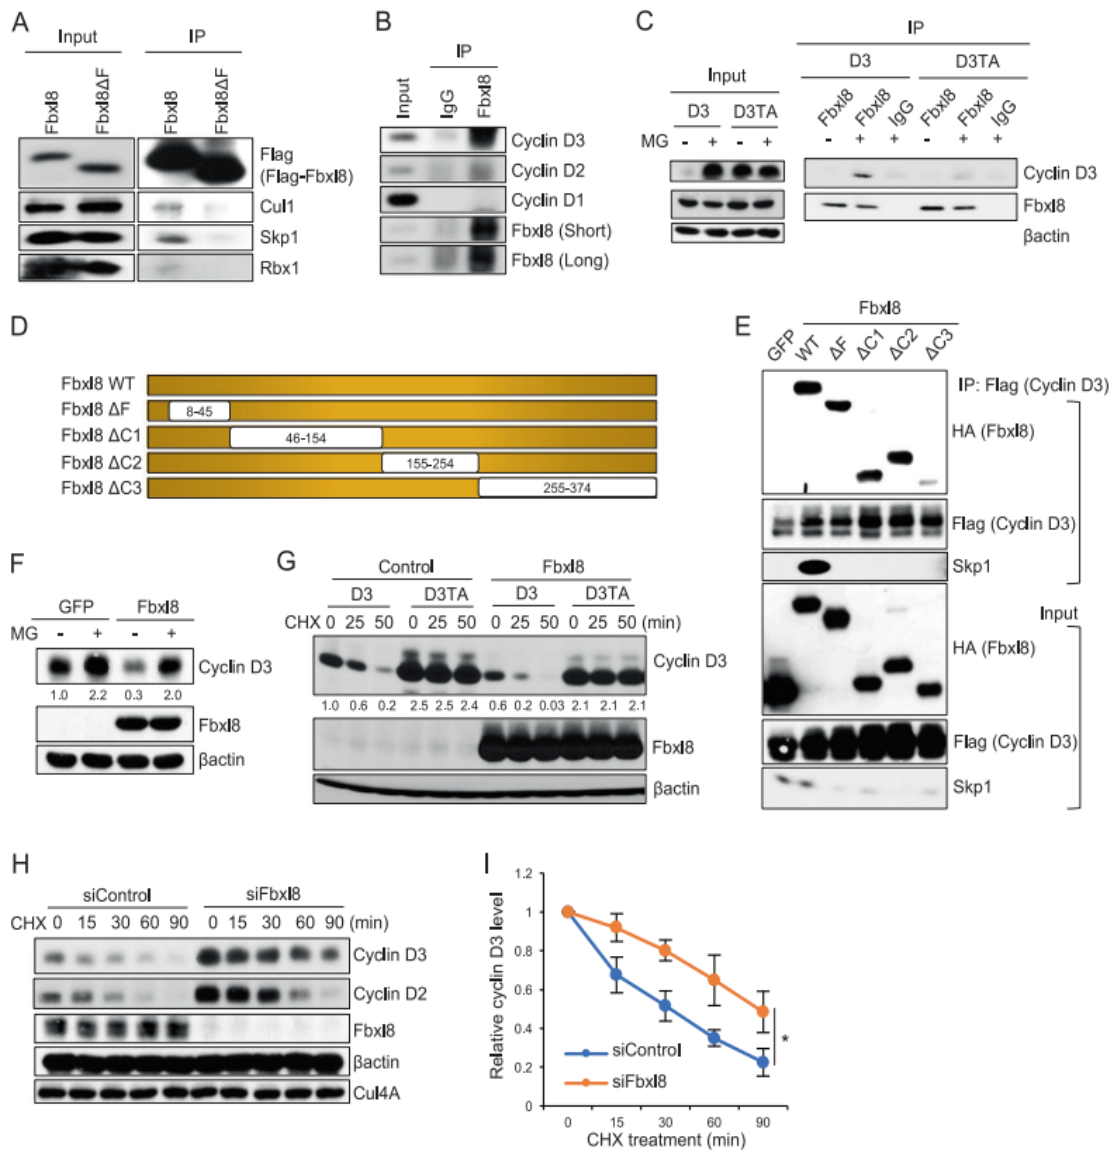 A
Input IP
Fbxl8 Fbxl8ΔF Fbxl8 Fbxl8ΔF
Flag
(Flag-Fbxl8)
Cul1
Skp1
Rbx1
B
IP
Input IgG Fbxl8
Cyclin D3
Cyclin D2
Cyclin D1
Fbxl8 (Short)
Fbxl8 (Long)
C
IP
Input D3 D3TA
D3 D3TA Fbxl8 Fbxl8 IgG Fbxl8 Fbxl8 IgG
MG - + - + - + + - + +
Cyclin D3
Fbxl8
βactin
D
Fbxl8 WT
Fbxl8 ΔF 8-45
Fbxl8 ΔC1 46-154
Fbxl8 ΔC2 155-254
Fbxl8 ΔC3 255-374
E
Fbxl8
GFP WT ΔF ΔC1 ΔC2 ΔC3
IP: Flag (Cyclin D3)
HA (Fbxl8)
Flag (Cyclin D3)
Skp1
Input
HA (Fbxl8)
Flag (Cyclin D3)
Skp1
F
GFP Fbxl8
MG - + - +
Cyclin D3
1.0 2.2 0.3 2.0
Fbxl8
βactin
G
Control Fbxl8
D3 D3TA D3 D3TA
CHX 0 25 50 0 25 50 0 25 50 0 25 50 (min)
Cyclin D3
1.0 0.6 0.2 2.5 2.5 2.4 0.6 0.2 0.03 2.1 2.1 2.1
Fbxl8
βactin
H
siControl siFbxl8
CHX 0 15 30 60 90 0 15 30 60 90 (min)
Cyclin D3
Cyclin D2
Fbxl8
βactin
Cul4A
I
Relative cyclin D3 level
1.2
1
0.8
0.6
0.4
0.2
0
siControl
siFbxl8
*
0 15 30 60 90
CHX treatment (min)